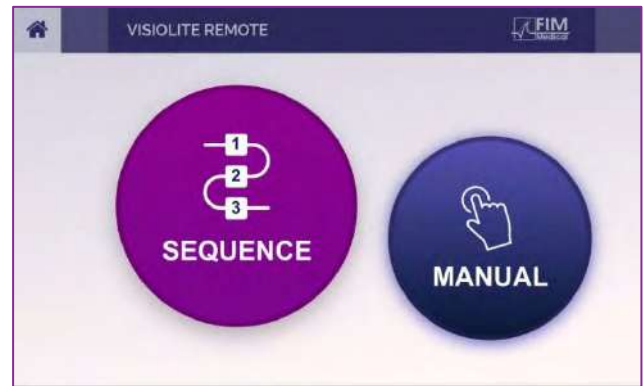 VISIOLITE REMOTE
FIM
Medical
1
2
3
SEQUENCE
MANUAL